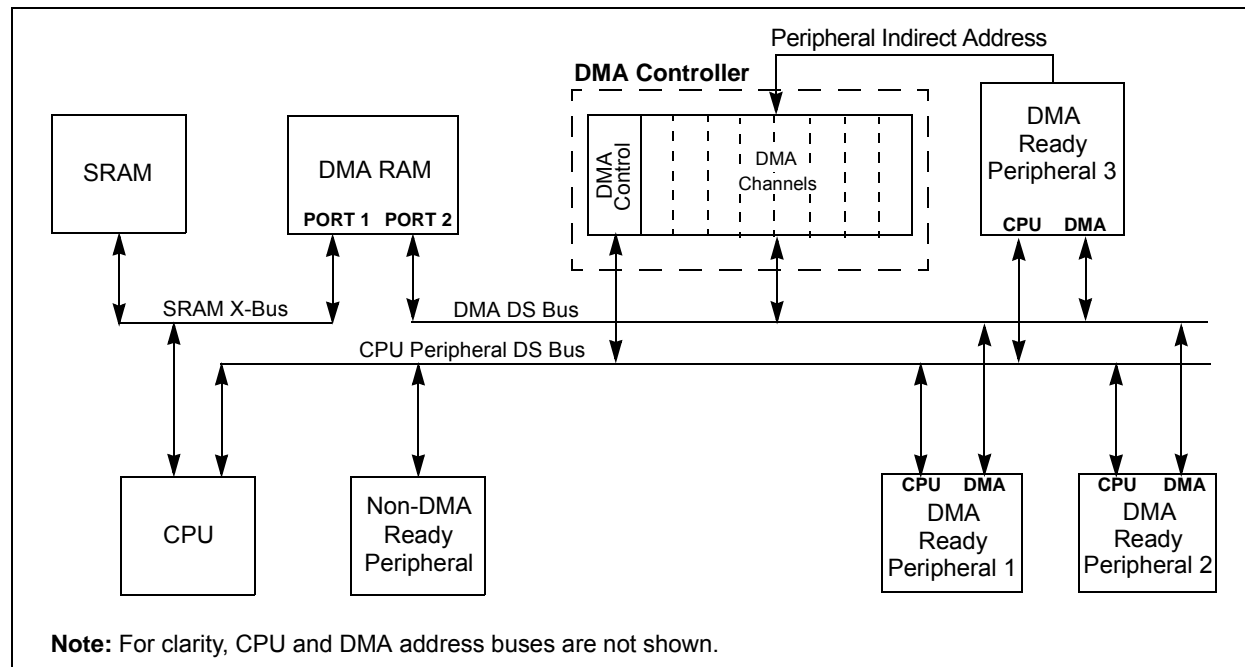 Peripheral Indirect Address
DMA Controller
SRAM
DMA RAM
PORT 1 PORT 2
DMA
Control
DMA
Channels
DMA
Ready
Peripheral 3
CPU DMA
SRAM X-Bus
DMA DS Bus
CPU Peripheral DS Bus
CPU
Non-DMA
Ready
Peripheral
CPU DMA
DMA
Ready
Peripheral 1
CPU DMA
DMA
Ready
Peripheral 2
Note: For clarity, CPU and DMA address buses are not shown.